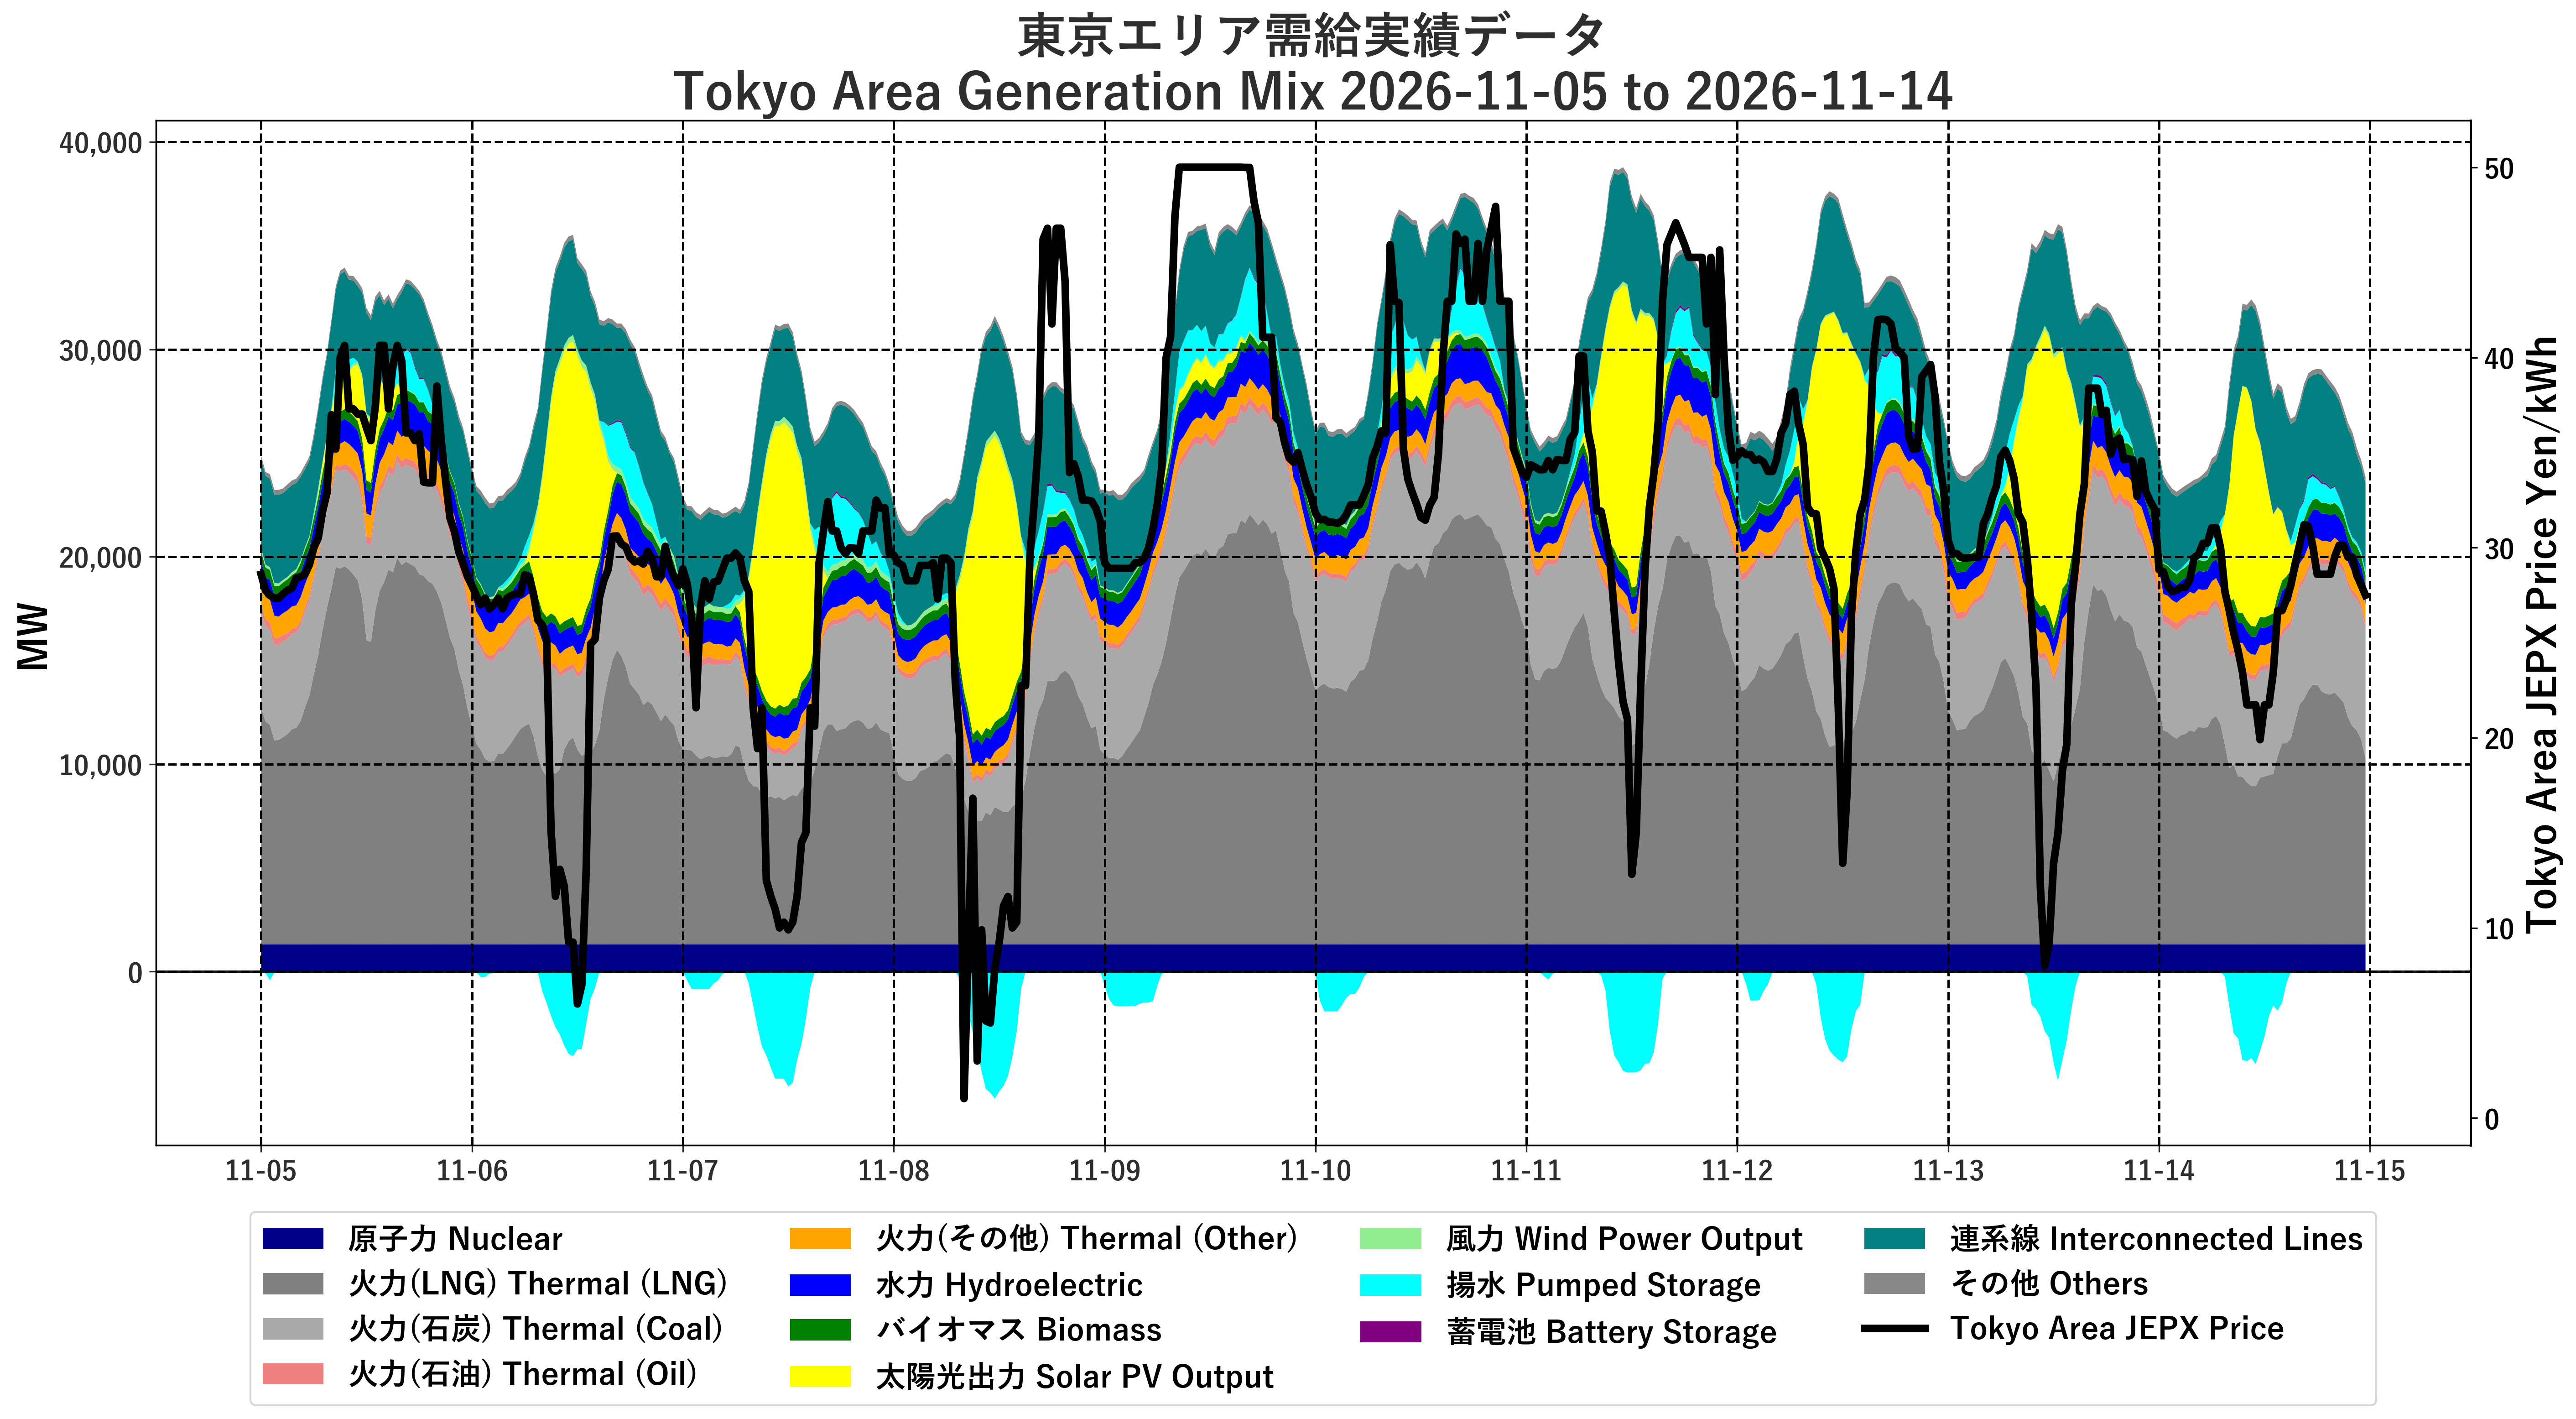 東京エリア需給実績データ
Tokyo Area Generation Mix 2026-11-05 to 2026-11-14
MW
40,000
30,000
20,000
10,000
0
50
40
30
20
10
0
Tokyo Area JEPX Price Yen/kWh
11-05
11-06
11-07
11-08
11-09
11-10
11-11
11-12
11-13
11-14
11-15
原子力 Nuclear
火力(LNG) Thermal (LNG)
火力(石炭) Thermal (Coal)
火力(石油) Thermal (Oil)
火力(その他) Thermal (Other)
水力 Hydroelectric
バイオマス Biomass
太陽光出力 Solar PV Output
風力 Wind Power Output
揚水 Pumped Storage
蓄電池 Battery Storage
連系線 Interconnected Lines
その他 Others
Tokyo Area JEPX Price